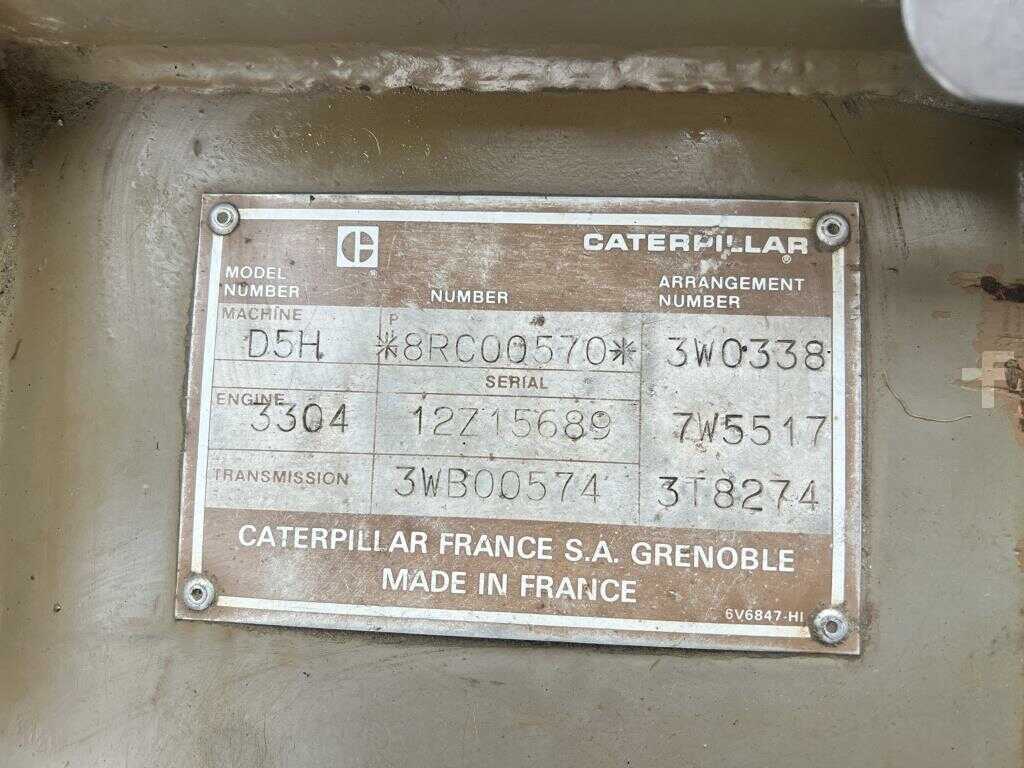 CATERPILLAR
®
MODEL NUMBER NUMBER ARRANGEMENT NUMBER
MACHINE P
D5H *8RC00570* 3W0338
SERIAL
ENGINE
3304 12Z15689 7W5517
TRANSMISSION 3WB00574 3T8274
CATERPILLAR FRANCE S.A. GRENOBLE
MADE IN FRANCE
6V6847-HI